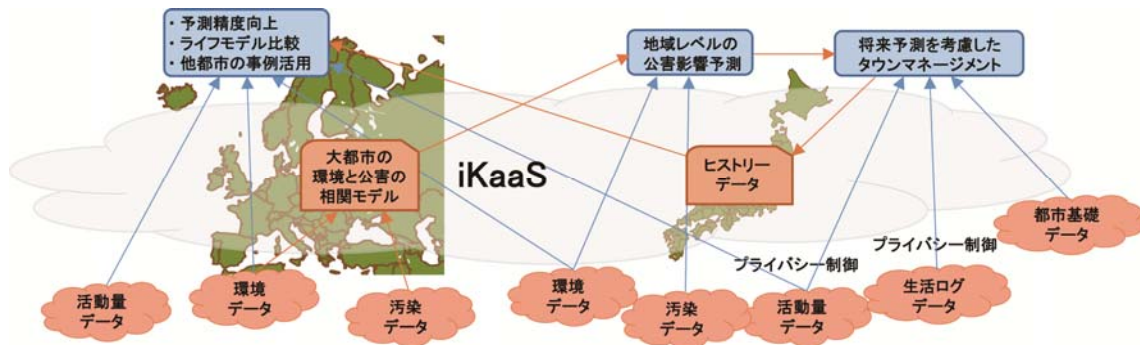 ・予測精度向上
・ライフモデル比較
・他都市の事例活用
地域レベルの
公害影響予測
将来予測を考慮した
タウンマネージメント
大都市の
環境と公害の
相関モデル
iKaaS
ヒストリー
データ
都市基礎
データ
プライバシー制御
プライバシー制御
活動量
データ
環境
データ
汚染
データ
環境
データ
汚染
データ
活動量
データ
生活ログ
データ